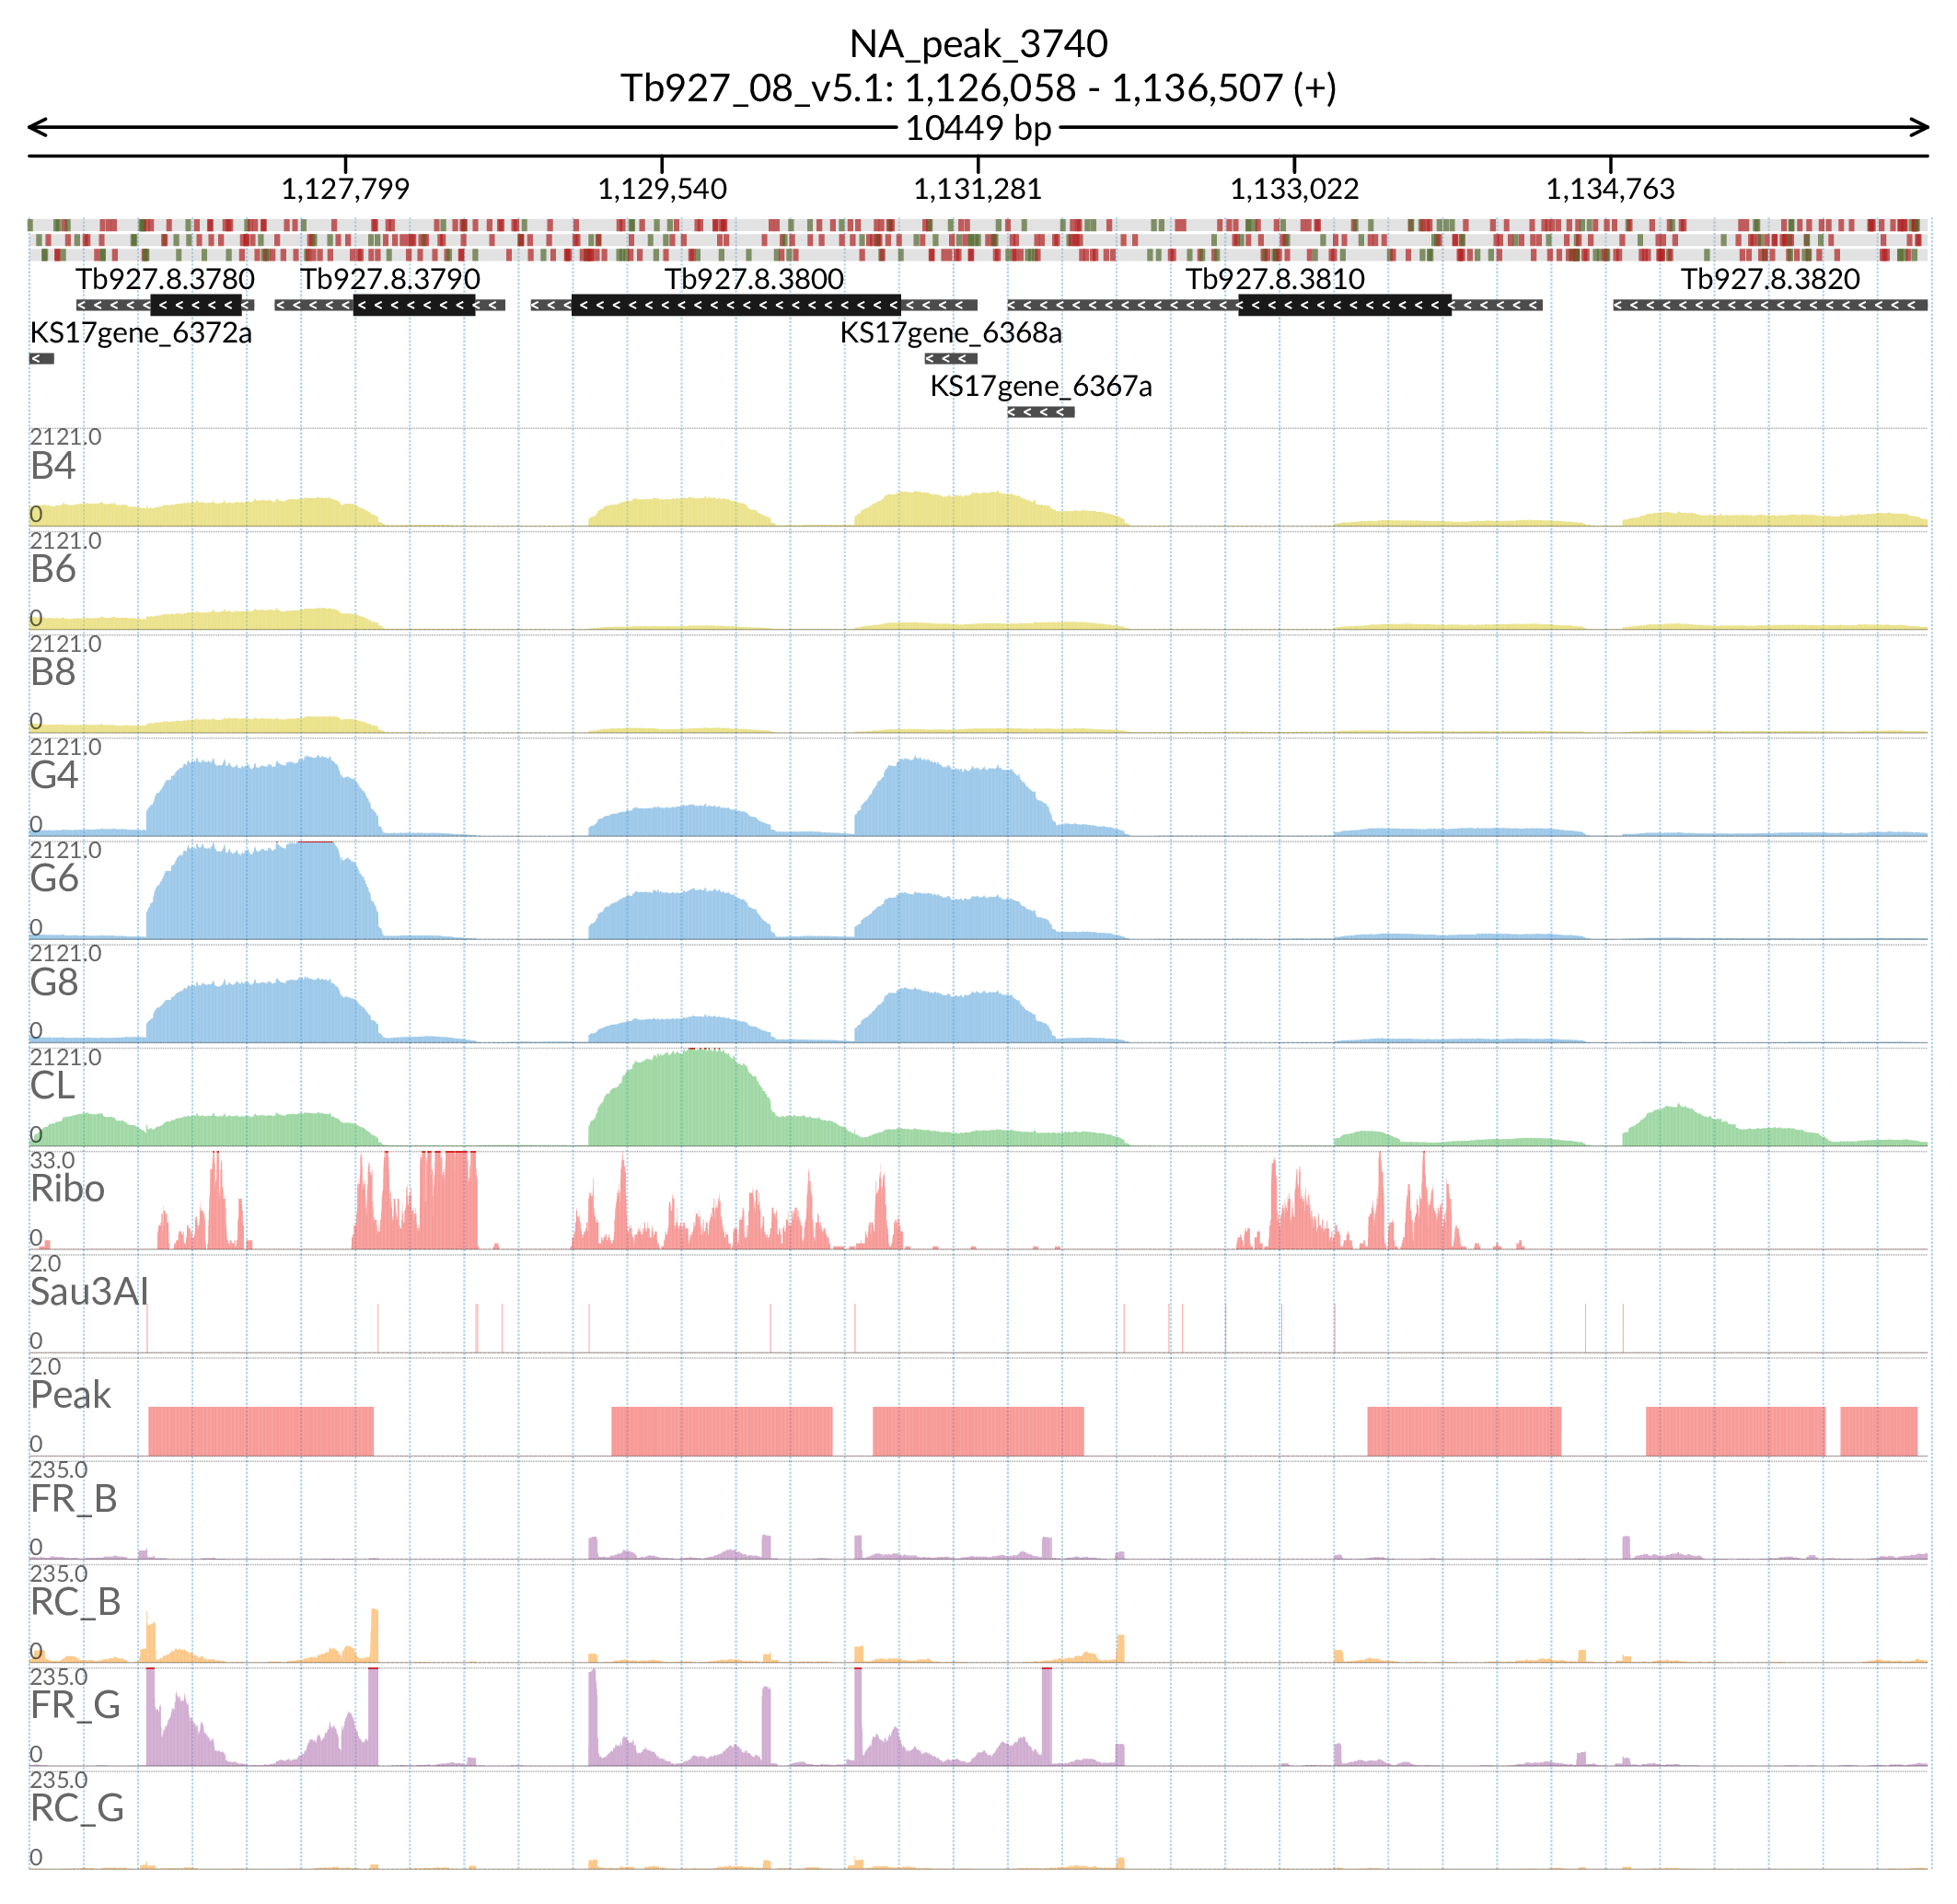 NA_peak_3740
Tb927_08_v5.1: 1,126,058 - 1,136,507 (+)
10449 bp
1,127,799 1,129,540 1,131,281 1,133,022 1,134,763
Tb927.8.3780 Tb927.8.3790 Tb927.8.3800 Tb927.8.3810 Tb927.8.3820
KS17gene_6372a KS17gene_6368a
KS17gene_6367a
2121.0
B4
0
2121.0
B6
0
2121.0
B8
0
2121.0
G4
0
2121.0
G6
0
2121.0
G8
0
2121.0
CL
0
33.0
Ribo
0
2.0
Sau3AI
0
2.0
Peak
0
235.0
FR_B
0
235.0
RC_B
0
235.0
FR_G
0
235.0
RC_G
0